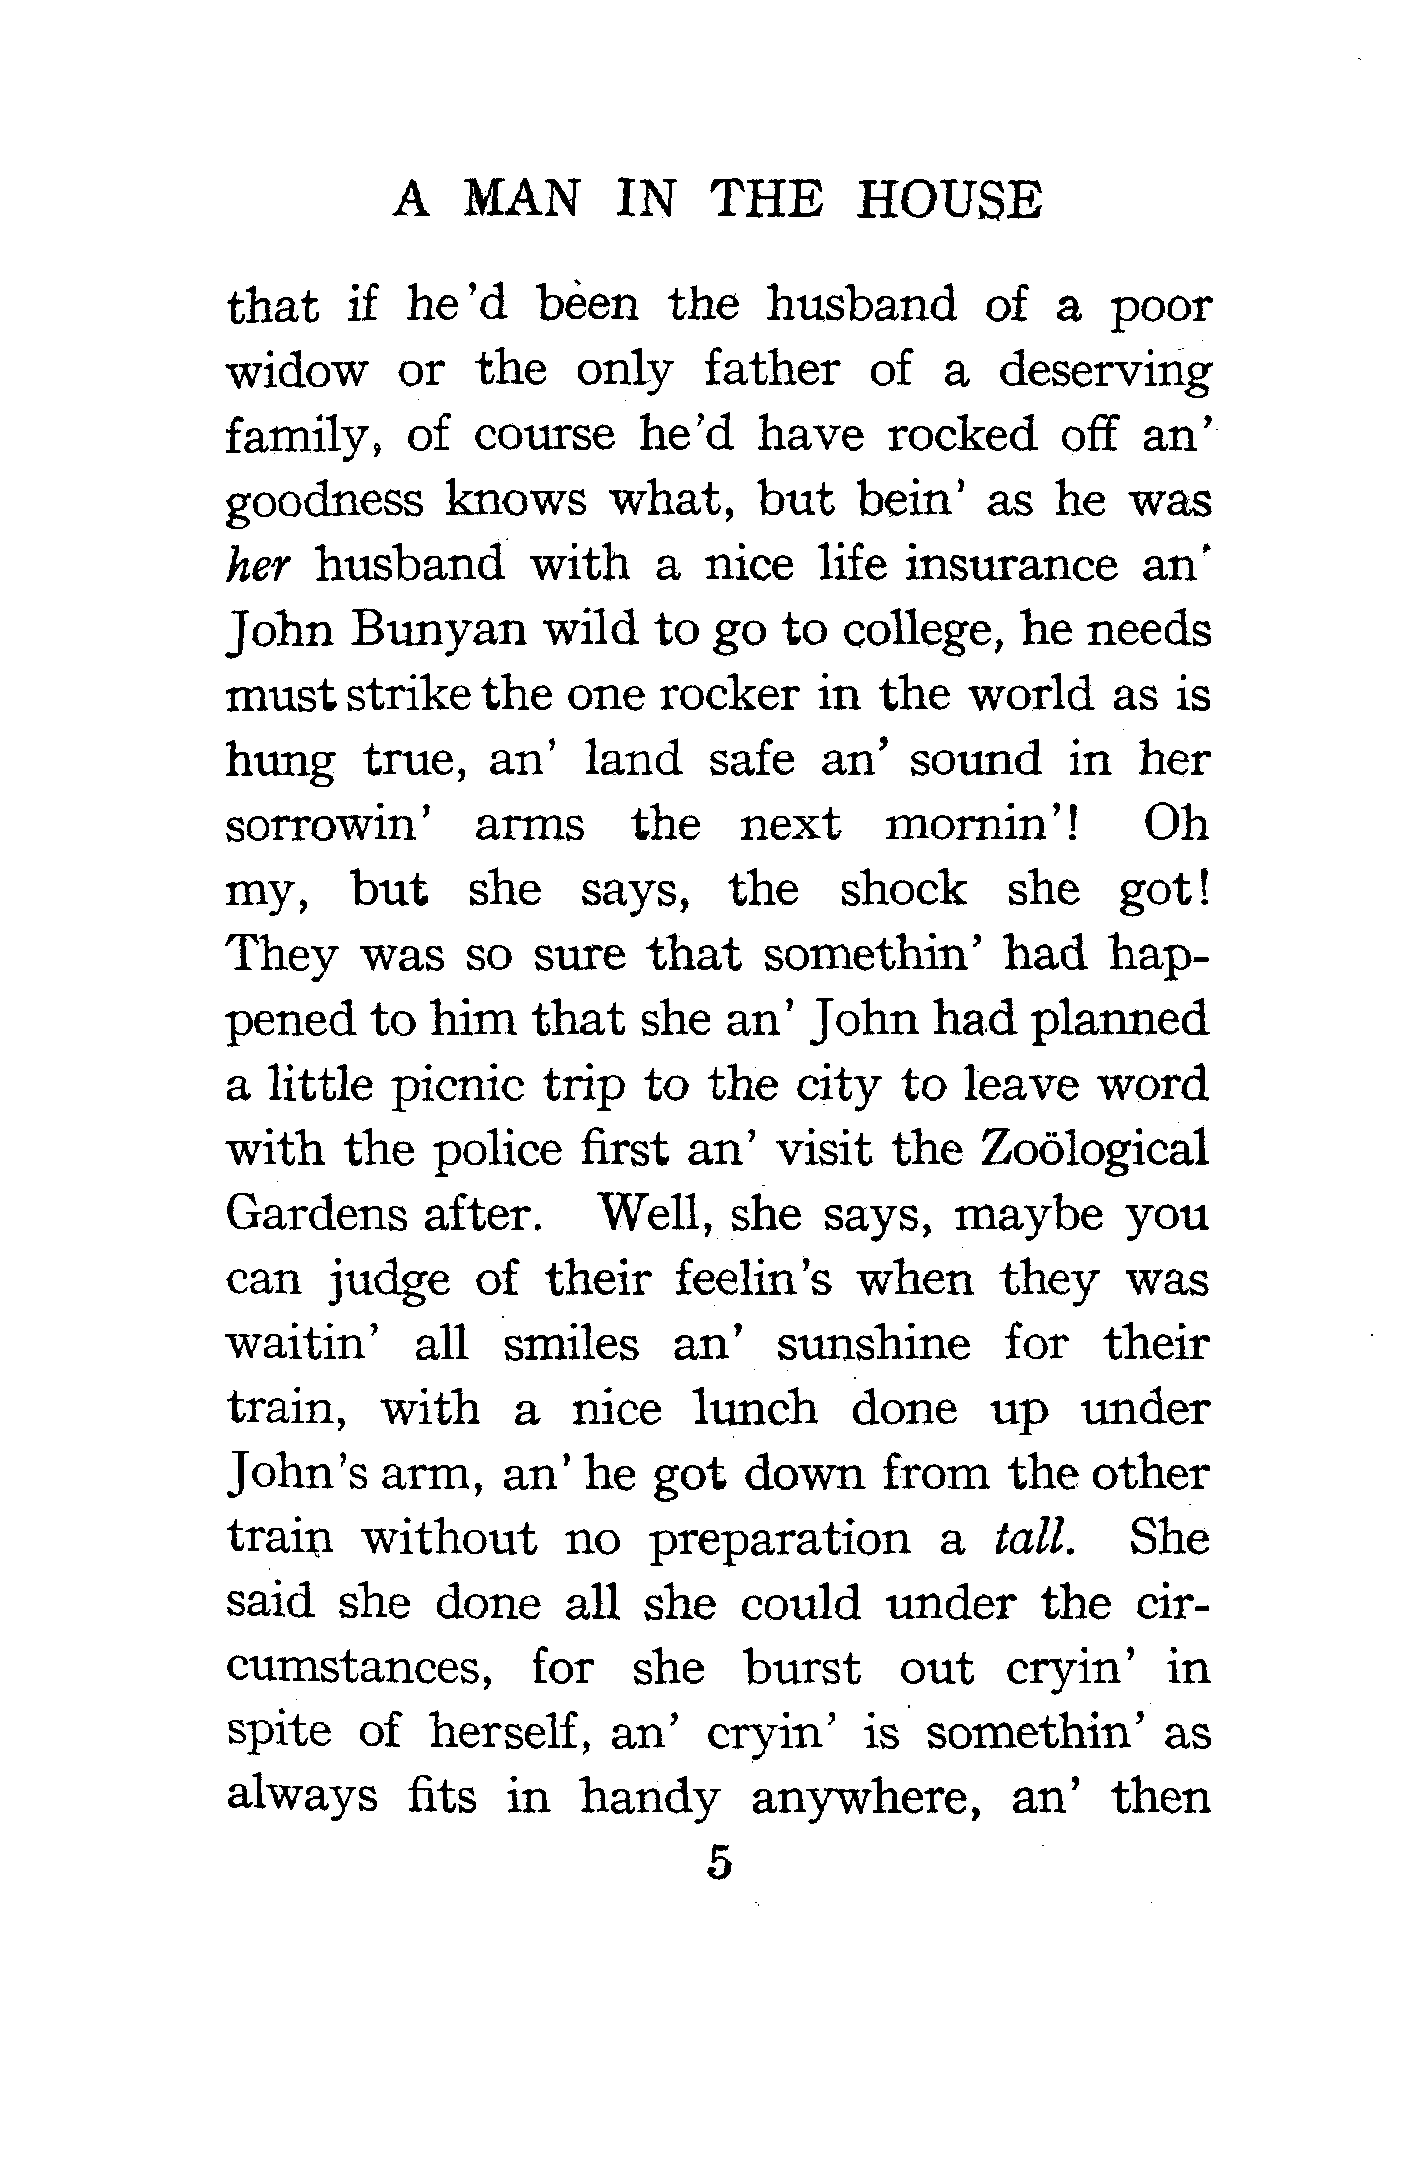 A MAN IN THE HOUSE
that if he'd been the husband of a poor
widow or the only father of a deserving
family, of course he'd have rocked off an'
goodness knows what, but bein' as he was
her husband with a nice life insurance an'
John Bunyan wild to go to college, he needs
must strike the one rocker in the world as is
hung true, an' land safe an' sound in her
sorrowin' arms the next mornin'! Oh
my, but she says, the shock she got!
They was so sure that somethin' had hap-
pened to him that she an' John had planned
a little picnic trip to the city to leave word
with the police first an' visit the Zoölogical
Gardens after. Well, she says, maybe you
can judge of their feelin's when they was
waitin' all smiles an' sunshine for their
train, with a nice lunch done up under
John's arm, an' he got down from the other
train without no preparation a tall. She
said she done all she could under the cir-
cumstances, for she burst out cryin' in
spite of herself, an' cryin' is somethin' as
always fits in handy anywhere, an' then
5